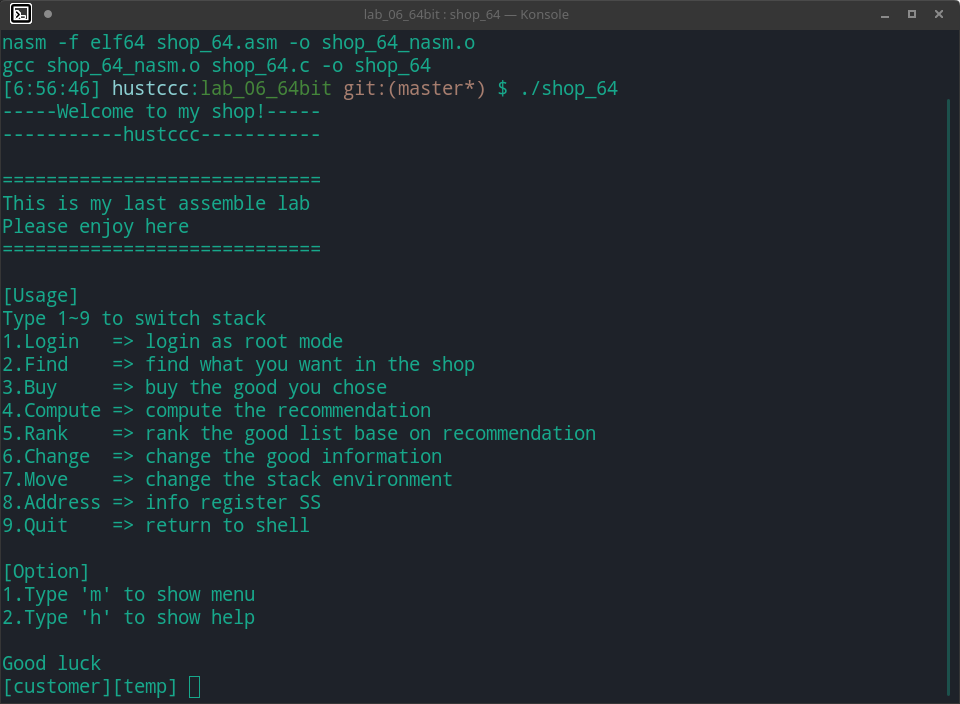 lab_06_64bit : shop_64 — Konsole
nasm -f elf64 shop_64.asm -o shop_64_nasm.o
gcc shop_64_nasm.o shop_64.c -o shop_64
[6:56:46] hustccc:lab_06_64bit git:(master*) $ ./shop_64
-----Welcome to my shop!-----
-----------hustccc-----------
=============================
This is my last assemble lab
Please enjoy here
=============================
[Usage]
Type 1~9 to switch stack
1.Login   => login as root mode
2.Find    => find what you want in the shop
3.Buy     => buy the good you chose
4.Compute => compute the recommendation
5.Rank    => rank the good list base on recommendation
6.Change  => change the good information
7.Move    => change the stack environment
8.Address => info register SS
9.Quit    => return to shell
[Option]
1.Type 'm' to show menu
2.Type 'h' to show help
Good luck
[customer][temp]